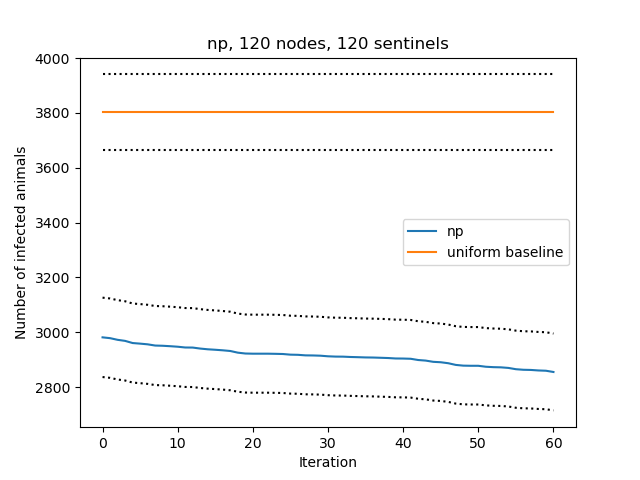 np, 120 nodes, 120 sentinels
4000
3800
3600
3400
3200
3000
2800
Number of infected animals
np
uniform baseline
0 10 20 30 40 50 60
Iteration